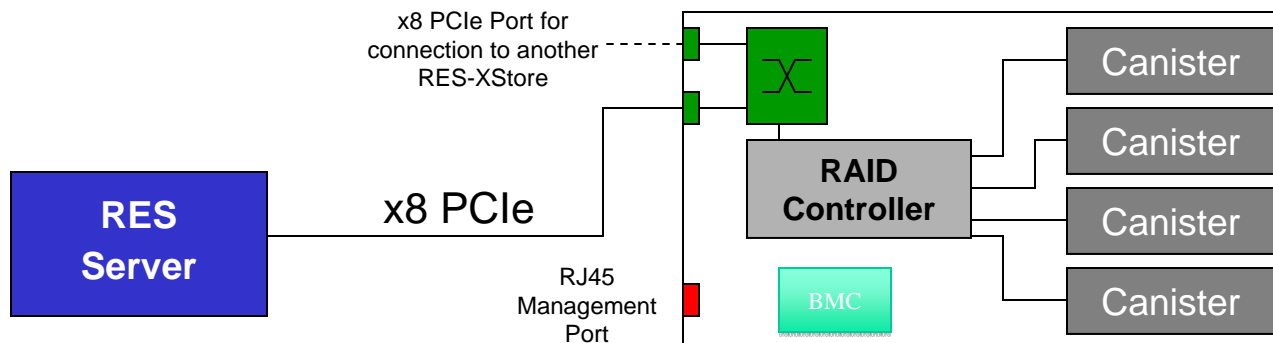 x8 PCIe Port for
connection to another
RES-XStore
RES
Server
x8 PCIe
RJ45
Management
Port
RAID
Controller
BMC
Canister
Canister
Canister
Canister